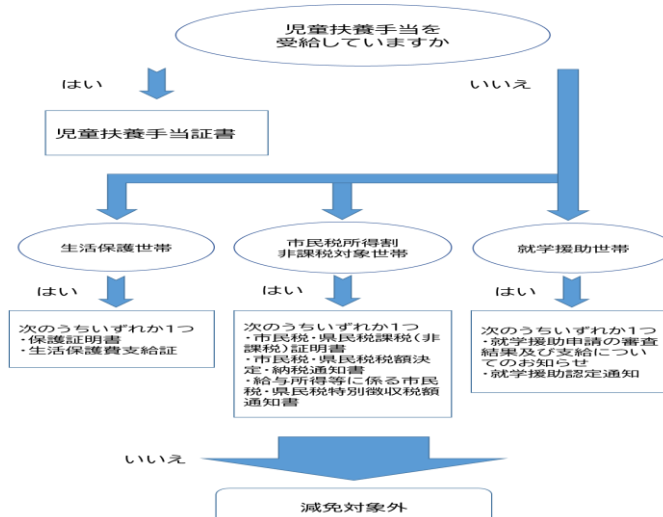 児童扶養手当を
受給していますか
はい
いいえ
児童扶養手当証書
生活保護世帯
市民税所得割
非課税対象世帯
就学援助世帯
はい
はい
はい
次のうちいずれか1つ
・保護証明書
・生活保護費支給証
次のうちいずれか1つ
・市民税・県民税課税(非
課税)証明書
・市民税・県民税税額決
定・納税通知書
・給与所得等に係る市民
税・県民税特別徴収税額
通知書
次のうちいずれか1つ
・就学援助申請の審査
結果及び支給につい
てのお知らせ
・就学援助認定通知
いいえ
減免対象外